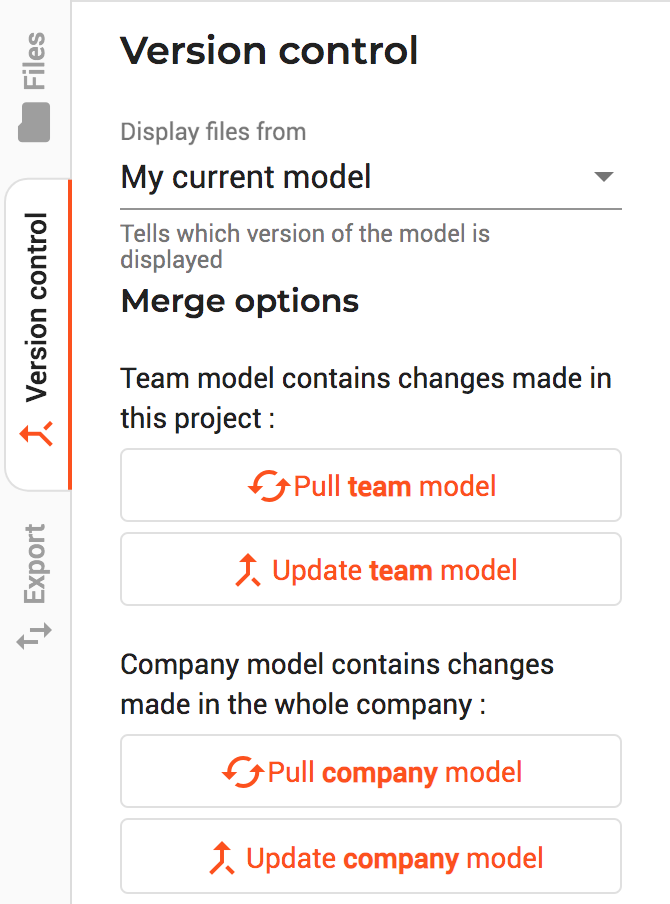 Files
Version control
Export
Version control
Display files from
My current model
Tells which version of the model is
displayed
Merge options
Team model contains changes made in
this project :
Pull team model
Update team model
Company model contains changes
made in the whole company :
Pull company model
Update company model